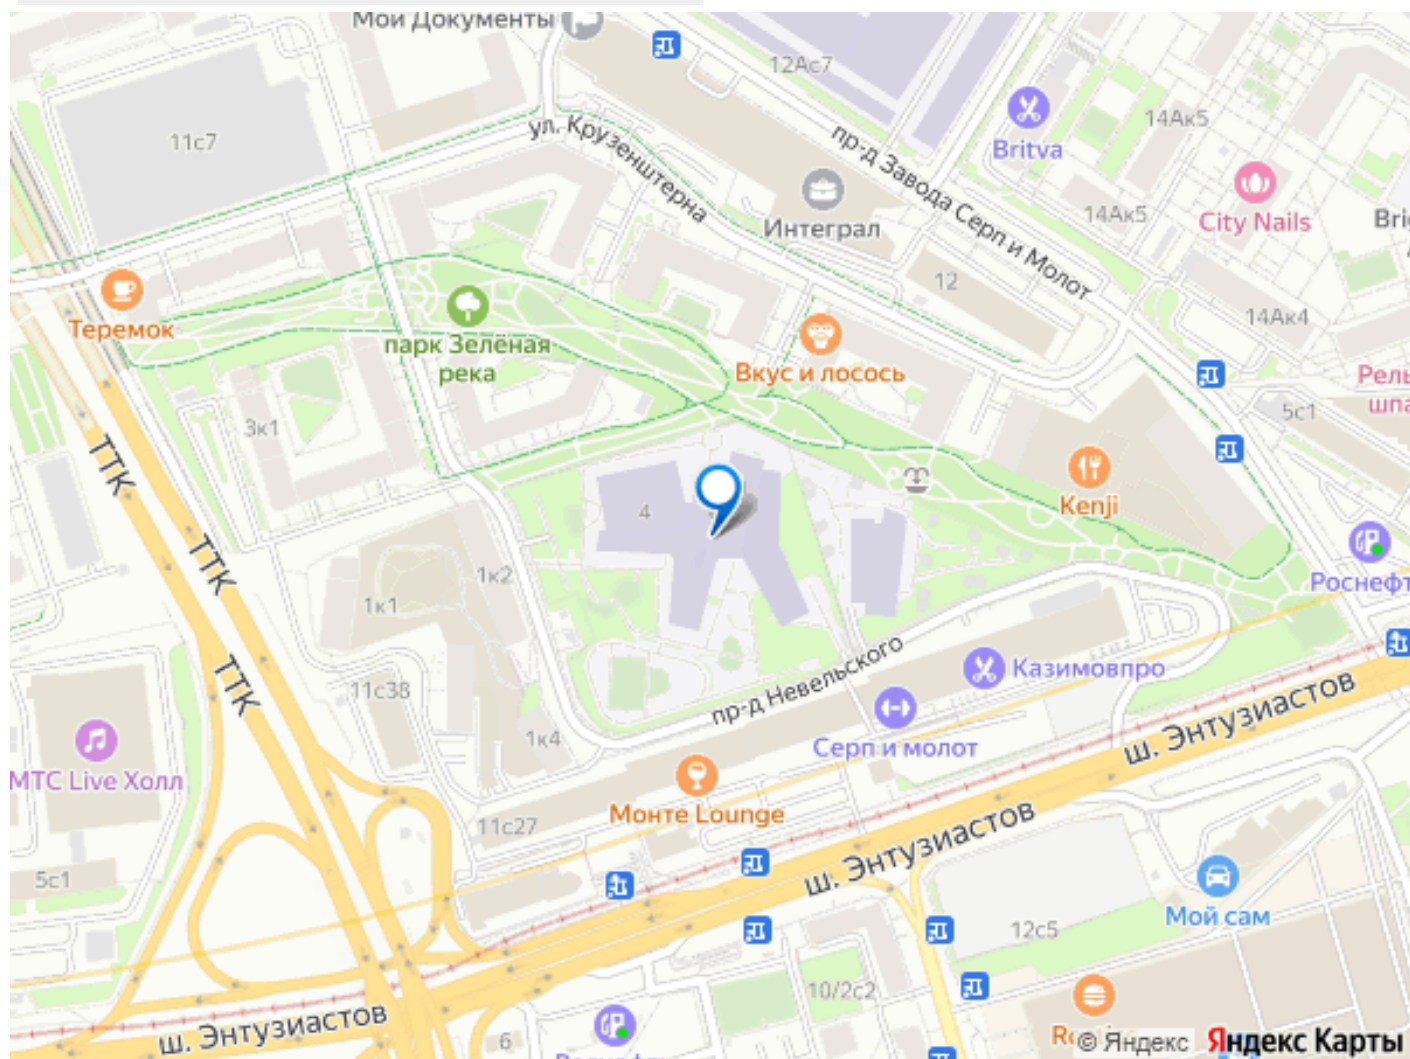 Мои Документы
12Ас7
14Ак5
11с7
ул. Крузенштерна
пр-д Завода Серп и Молот
Britva
Интеграл
14Ак5
City Nails
12
14Ак4
Теремок
парк Зелёная
река
Вкус и лосось
5с1
3к1
ТТК
4
Kenji
ТТК
1к2
1к1
ТТК
11с38
пр-д Невельского
Казимовпро
1к4
Серп и молот
ш. Энтузиастов
МТС Live Холл
Монте Lounge
11с27
ш. Энтузиастов
5с1
Мой сам
12с5
10/2с2
ш. Энтузиастов
6
© Яндекс Яндекс Карты